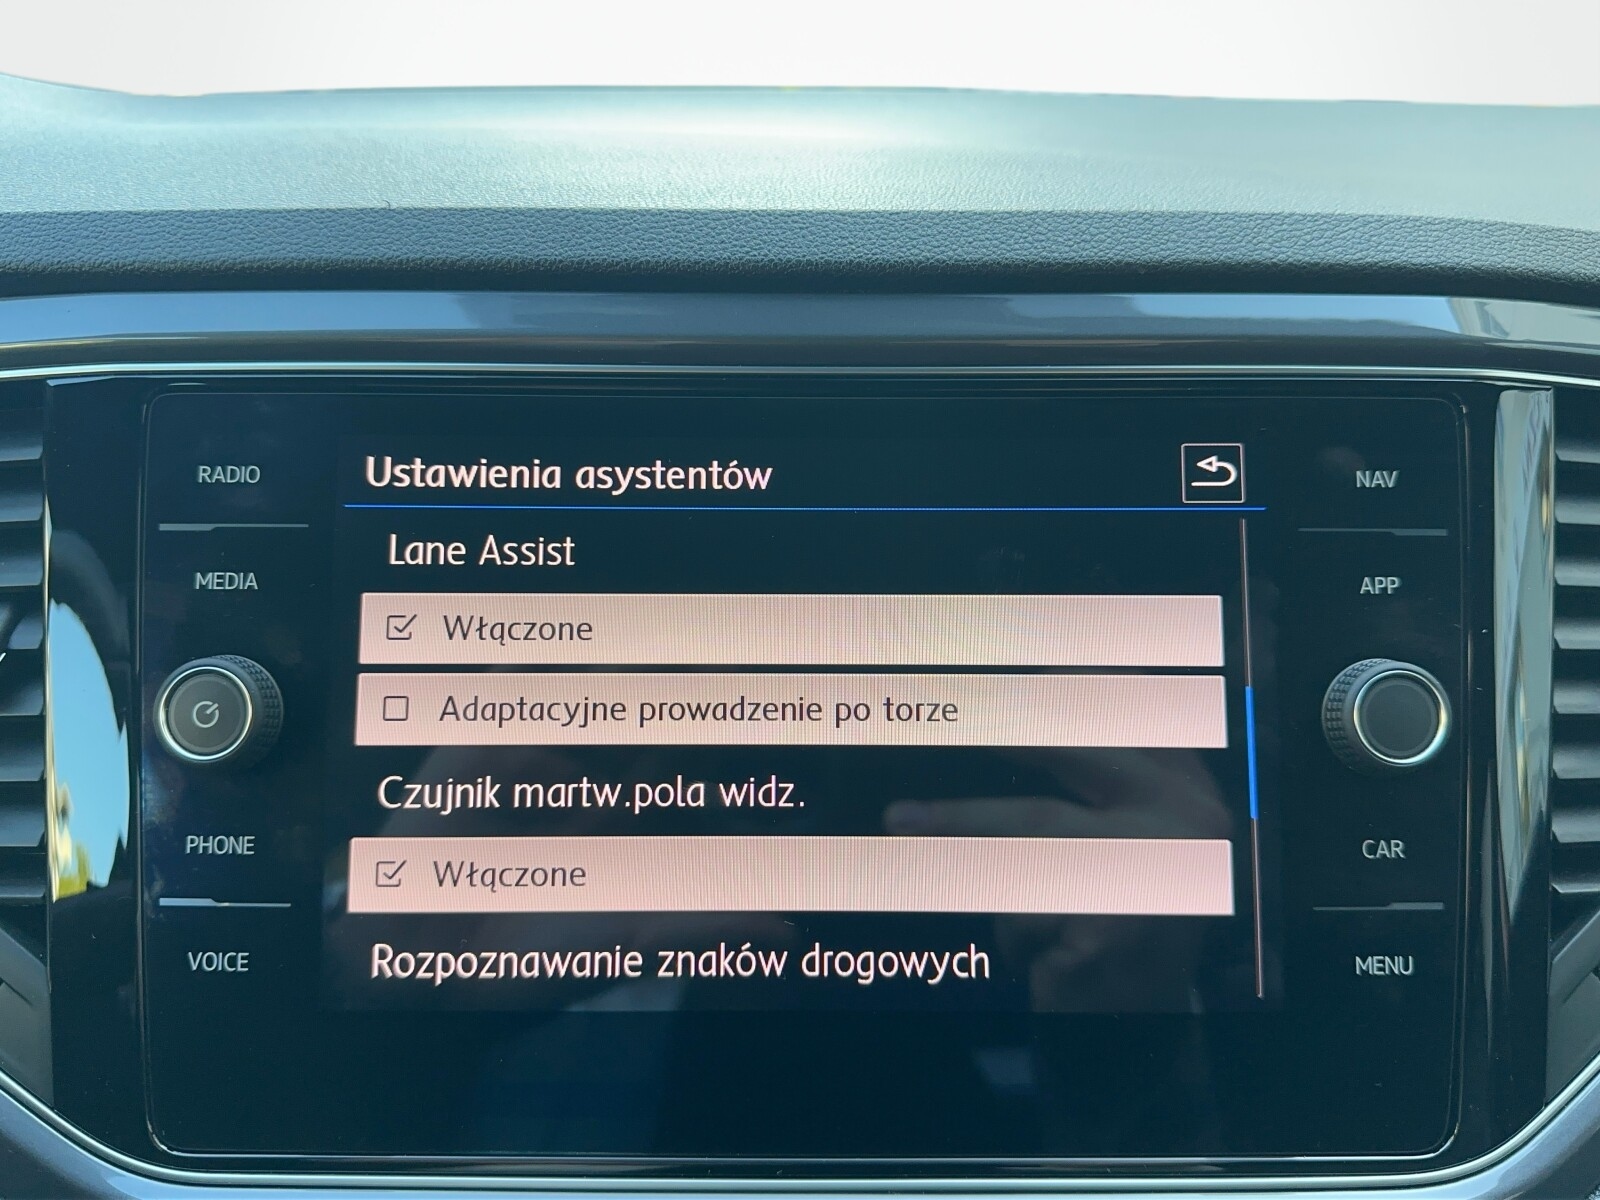 Ustawienia asystentów
Lane Assist
Włączone
Adaptacyjne prowadzenie po torze
Czujnik martw.pola widz.
Włączone
Rozpoznawanie znaków drogowych
RADIO
MEDIA
PHONE
VOICE
NAV
APP
CAR
MENU